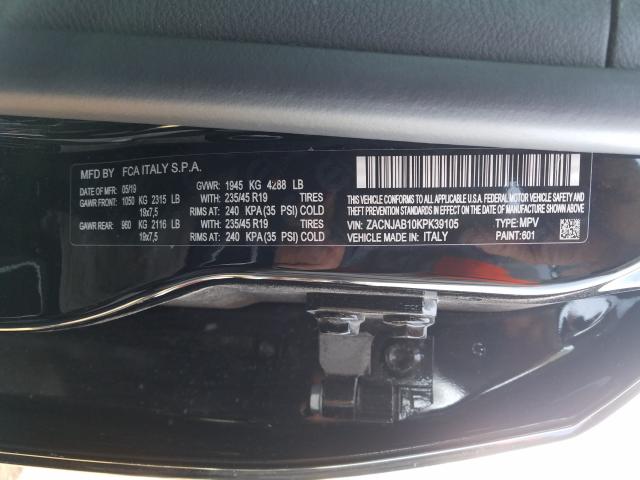 MFD BY FCA ITALY S.P.A.
DATE OF MFD: 05/19 GVWR: 1945 KG 4288 LB
GAWR FRONT: 1050 KG 2315 LB WITH 235/45 R19 TIRES
19x7,5 RIMS AT: 240 KPA(35 PSI) COLD
GAWR REAR: 960 KG 2116 LB WITH 235/45 R19 TIRES
19x7,5 RIMS AT: 240 KPA(35 PSI) COLD
THIS VEHICLE CONFORMS TO ALL APPLICABLE U.S. FEDERAL MOTOR VEHICLE SAFETY,
BUMPER, AND THEFT PREVENTION STANDARDS IN EFFECT ON THE DATE OF MANUFACTURE SHOWN ABOVE.
VIN: ZACNJAB10KPK39105 TYPE: MPV
VEHICLE MADE IN: ITALY PAINT:601